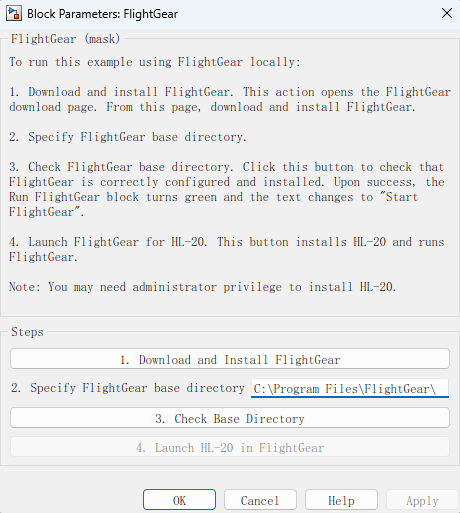 Block Parameters: FlightGear
FlightGear (mask)
To run this example using FlightGear locally:
1. Download and install FlightGear. This action opens the FlightGear
download page. From this page, download and install FlightGear.
2. Specify FlightGear base directory.
3. Check FlightGear base directory. Click this button to check that
FlightGear is correctly configured and installed. Upon success, the
Run FlightGear block turns green and the text changes to "Start
FlightGear".
4. Launch FlightGear for HL-20. This button installs HL-20 and runs
FlightGear.
Note: You may need administrator privilege to install HL-20.
Steps
1. Download and Install FlightGear
2. Specify FlightGear base directory C:\Program Files\FlightGear\
3. Check Base Directory
4. Launch HL-20 in FlightGear
OK Cancel Help Apply